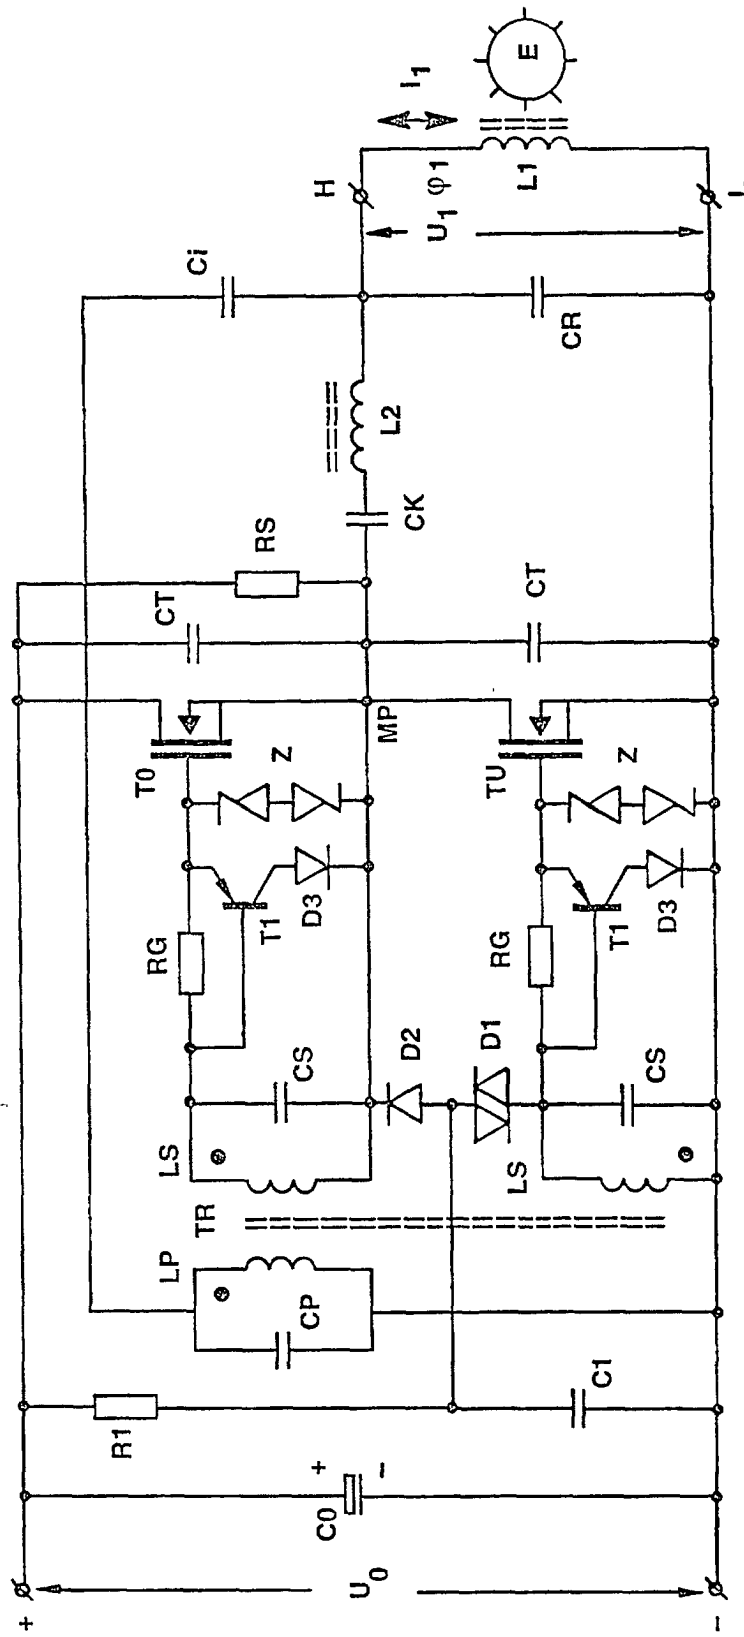 +
U0
−
C0
+
−
R1
C1
LP
CP
TR
LS
CS
D2
D1
LS
CS
RG
T1
D3
Z
T0
MP
RG
T1
D3
Z
TU
CT
CT
RS
CK
L2
Ci
CR
H
U1
φ1
L1
I1
E